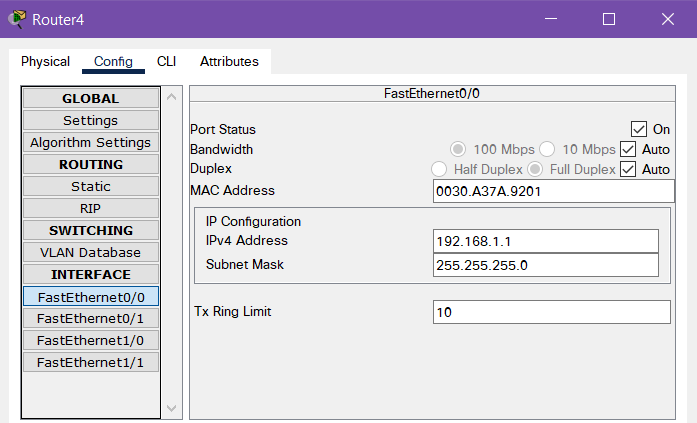 Router4
Physical Config CLI Attributes
GLOBAL
Settings
Algorithm Settings
ROUTING
Static
RIP
SWITCHING
VLAN Database
INTERFACE
FastEthernet0/0
FastEthernet0/1
FastEthernet1/0
FastEthernet1/1
FastEthernet0/0
Port Status On
Bandwidth 100 Mbps 10 Mbps Auto
Duplex Half Duplex Full Duplex Auto
MAC Address 0030.A37A.9201
IP Configuration
IPv4 Address 192.168.1.1
Subnet Mask 255.255.255.0
Tx Ring Limit 10